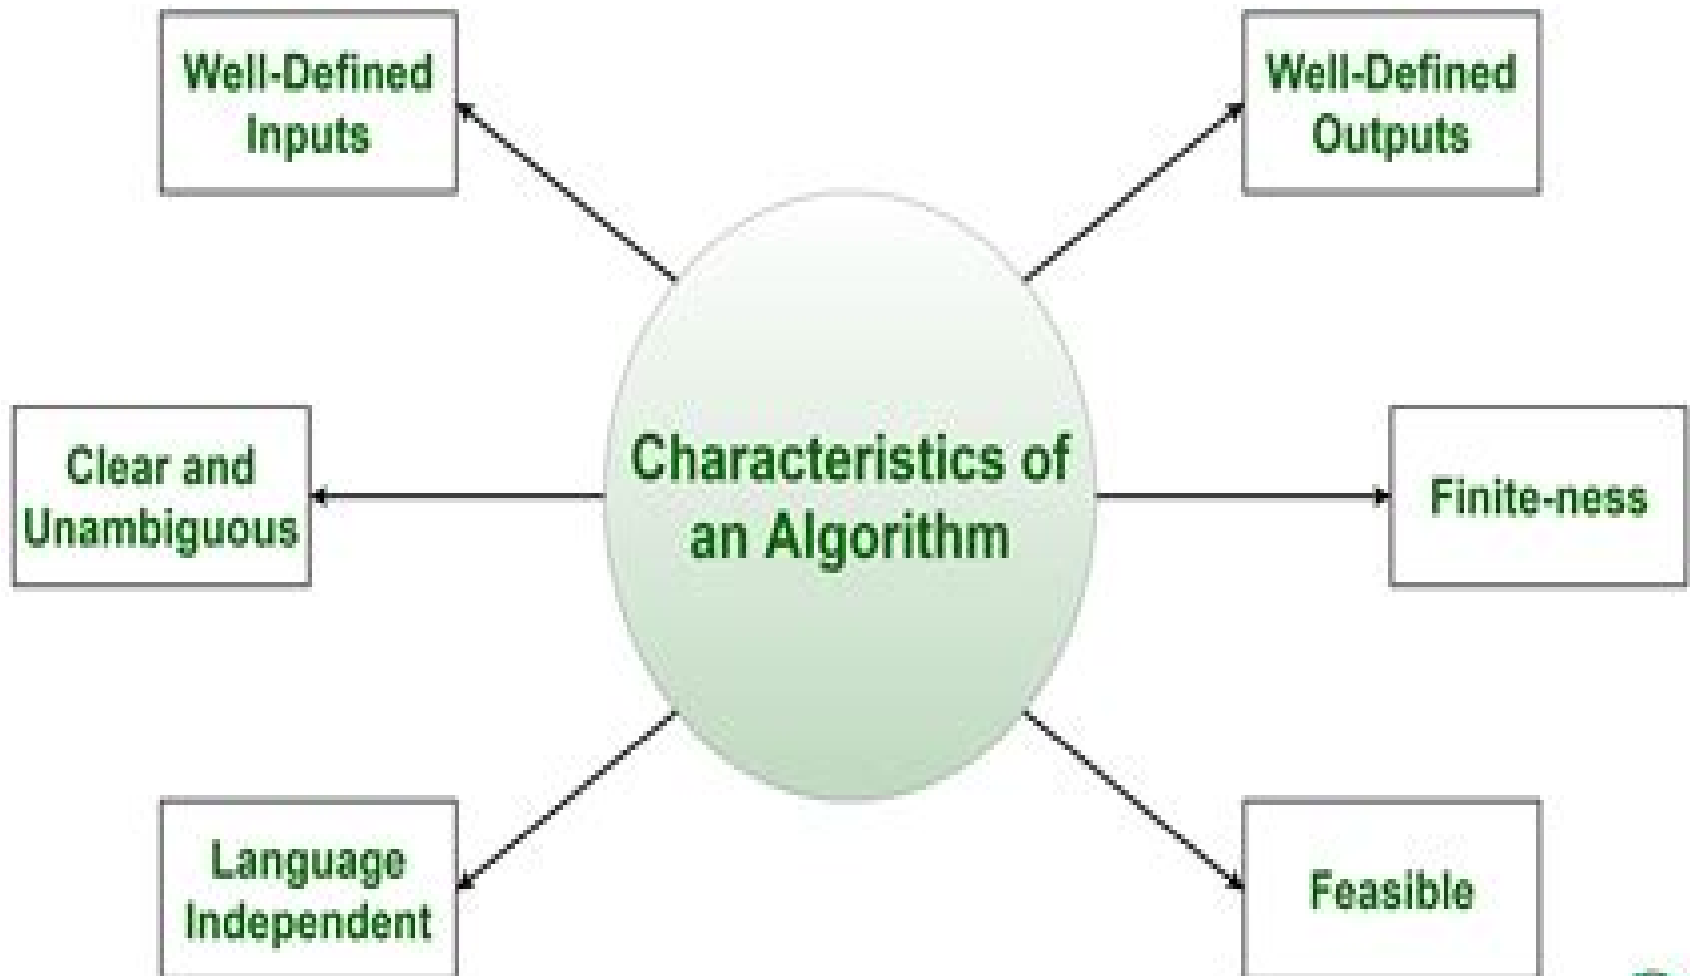 Well-Defined
Inputs
Well-Defined
Outputs
Clear and
Unambiguous
Characteristics of
an Algorithm
Finite-ness
Language
Independent
Feasible